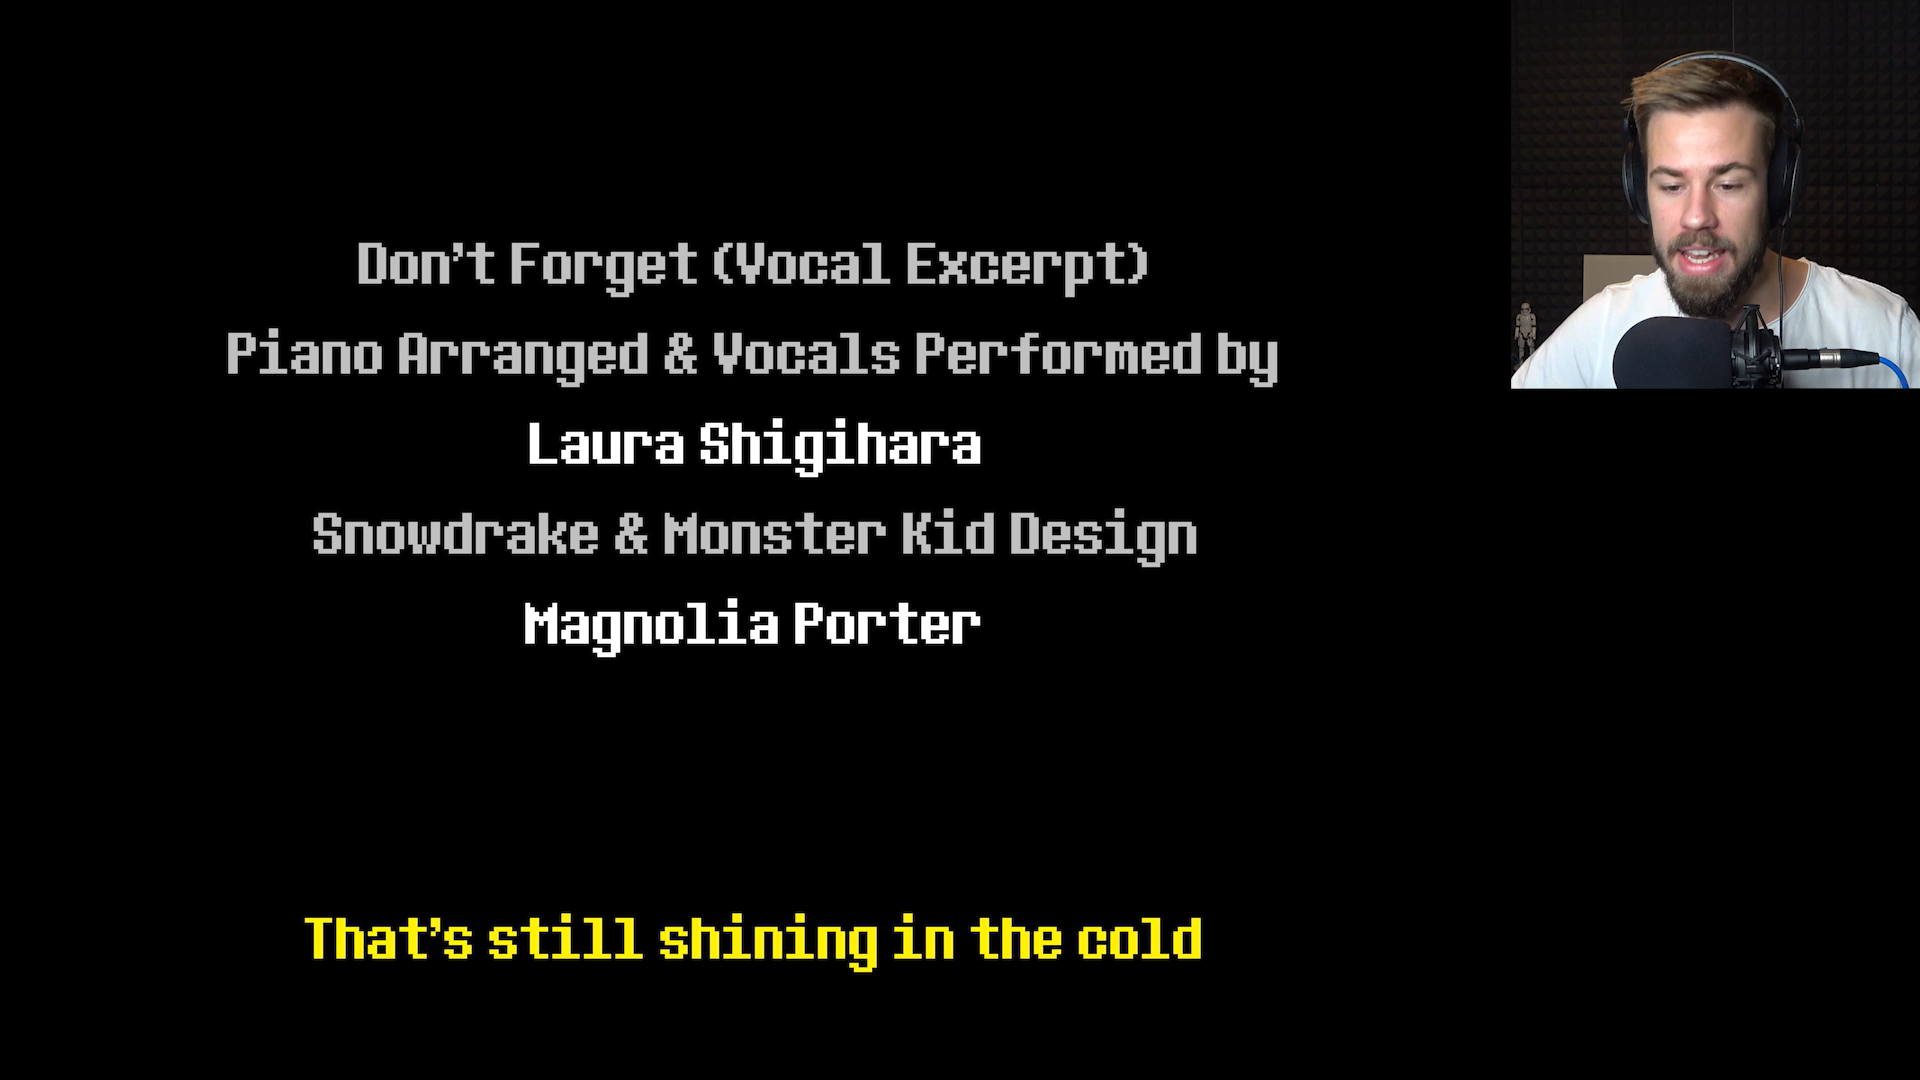 Don't Forget (Vocal Excerpt)
Piano Arranged & Vocals Performed by
Laura Shigihara
Snowdrake & Monster Kid Design
Magnolia Porter
That's still shining in the cold